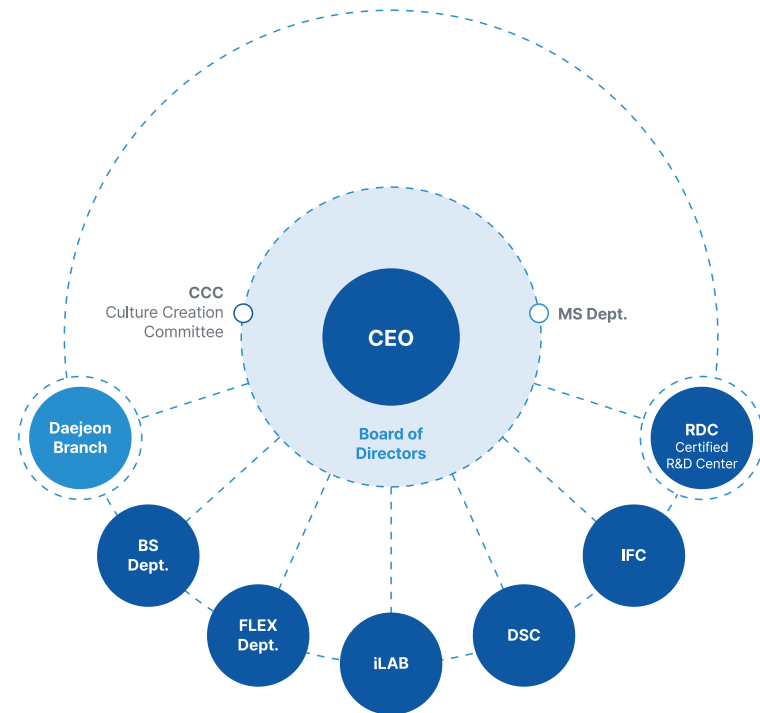 CCC
Culture Creation
Committee
MS Dept.
CEO
Board of
Directors
Daejeon
Branch
RDC
Certified
R&D Center
BS
Dept.
IFC
FLEX
Dept.
DSC
iLAB